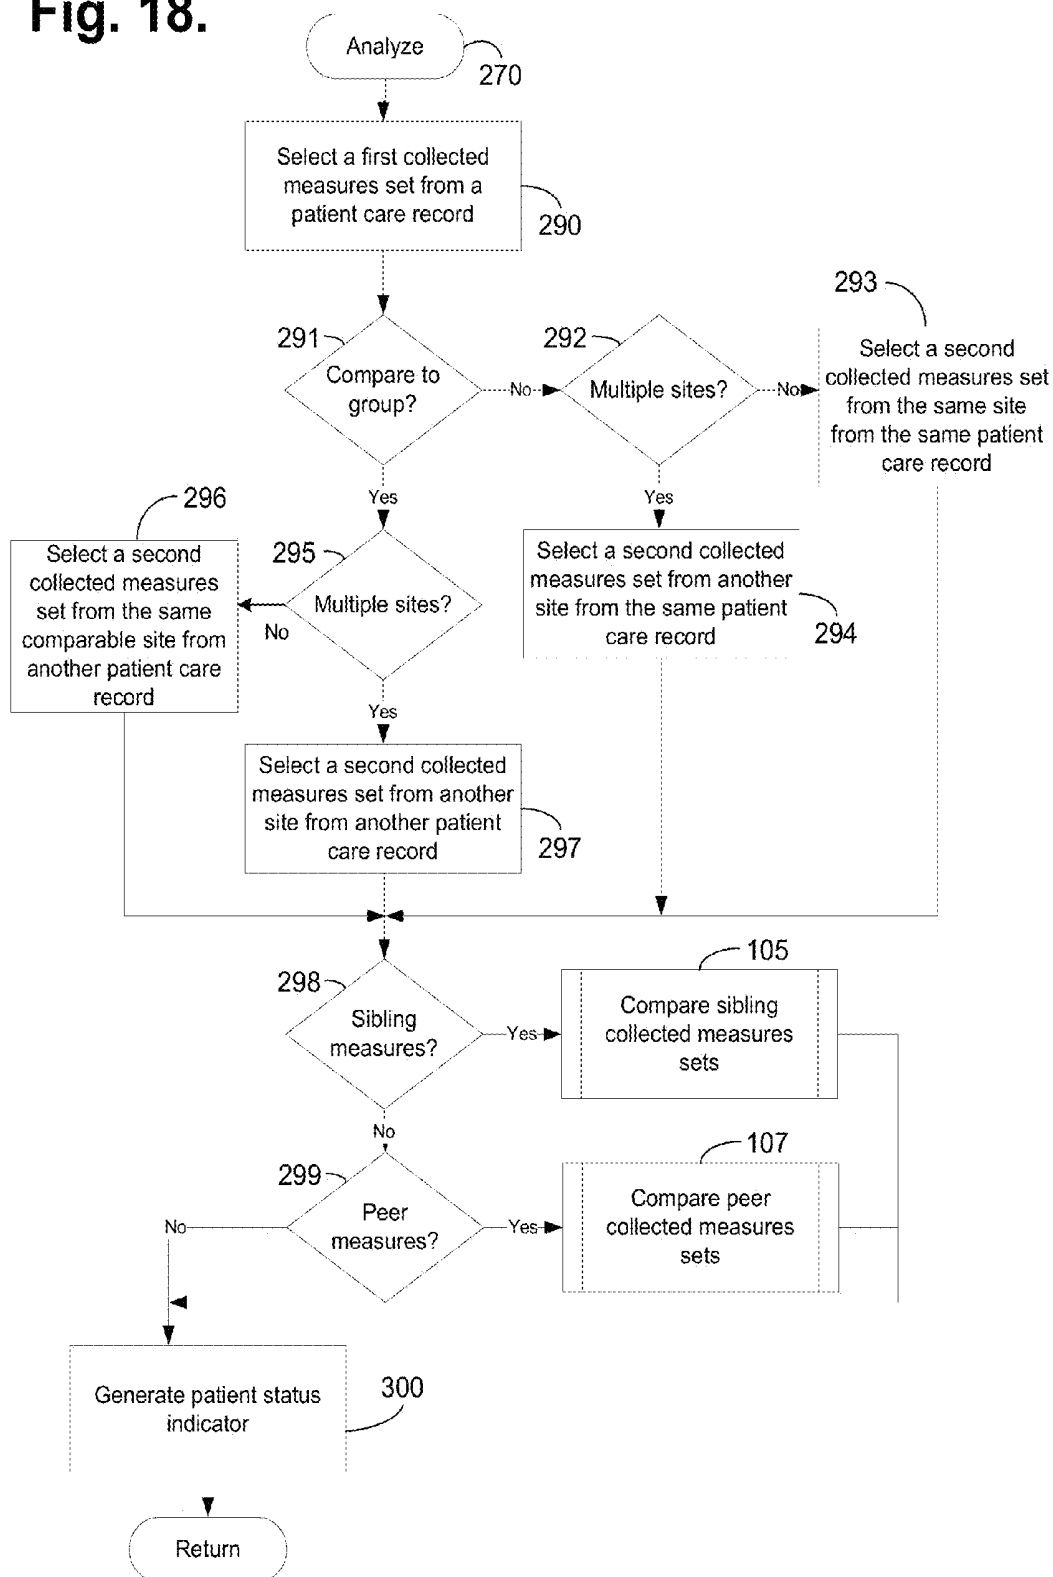 Fig. 18.
Analyze
270
Select a first collected
measures set from a
patient care record
290
291
Compare to
group?
No
292
Multiple sites?
No
293
Select a second
collected measures set
from the same site
from the same patient
care record
Yes
Yes
296
Select a second
collected measures
set from the same
comparable site from
another patient care
record
295
Multiple sites?
No
Select a second collected
measures set from another
site from the same patient
care record
294
Yes
Select a second collected
measures set from another
site from another patient
care record
297
298
Sibling
measures?
Yes
105
Compare sibling
collected measures
sets
No
299
Peer
measures?
No
Yes
107
Compare peer
collected measures
sets
Generate patient status
indicator
300
Return